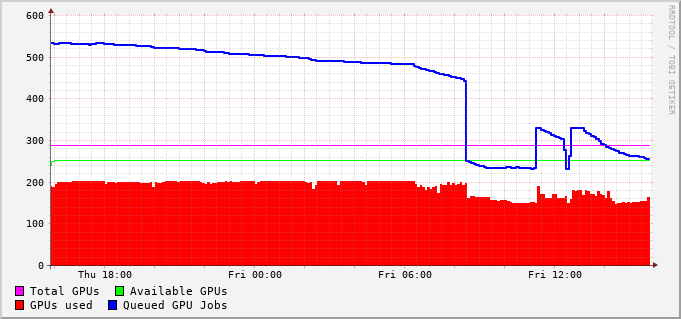 600
500
400
300
200
100
0
Thu 18:00 Fri 00:00 Fri 06:00 Fri 12:00
Total GPUs Available GPUs
GPUs used Queued GPU Jobs
RRDTOOL / TOBI OETIKER